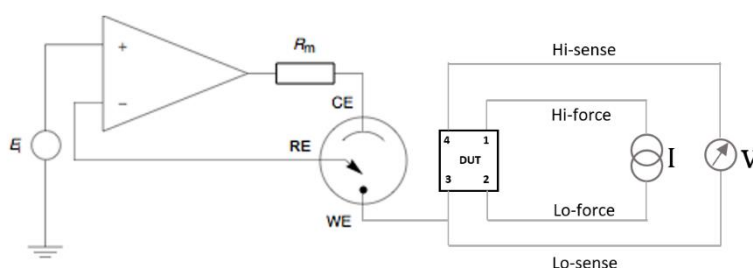 Hi-sense
Rm
+
CE
Hi-force
4 1
RE
DUT
I
V
Ei
3 2
WE
Lo-force
Lo-sense